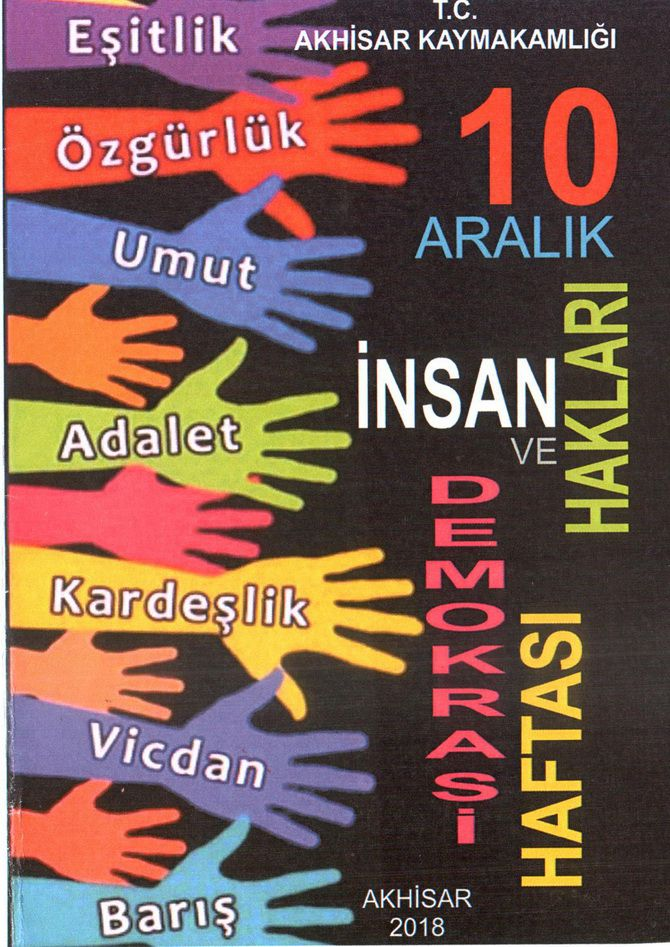 T.C.
AKHİSAR KAYMAKAMLIĞI
10
ARALIK
İNSAN
HAKLARI
VE
DEMOKRASİ
HAFTASI
AKHİSAR
2018
Eşitlik
Özgürlük
Umut
Adalet
Kardeşlik
Vicdan
Barış